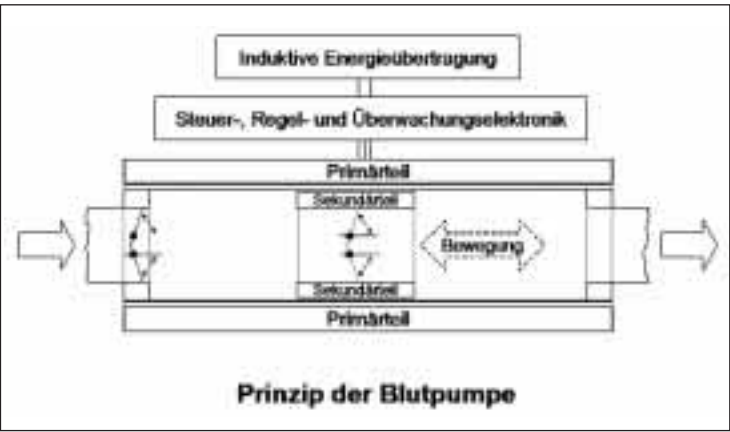 Induktive Energieübertragung
Steuer-, Regel- und Überwachungselektronik
Primärteil
Sekundärteil
Bewegung
Sekundärteil
Primärteil
Prinzip der Blutpumpe